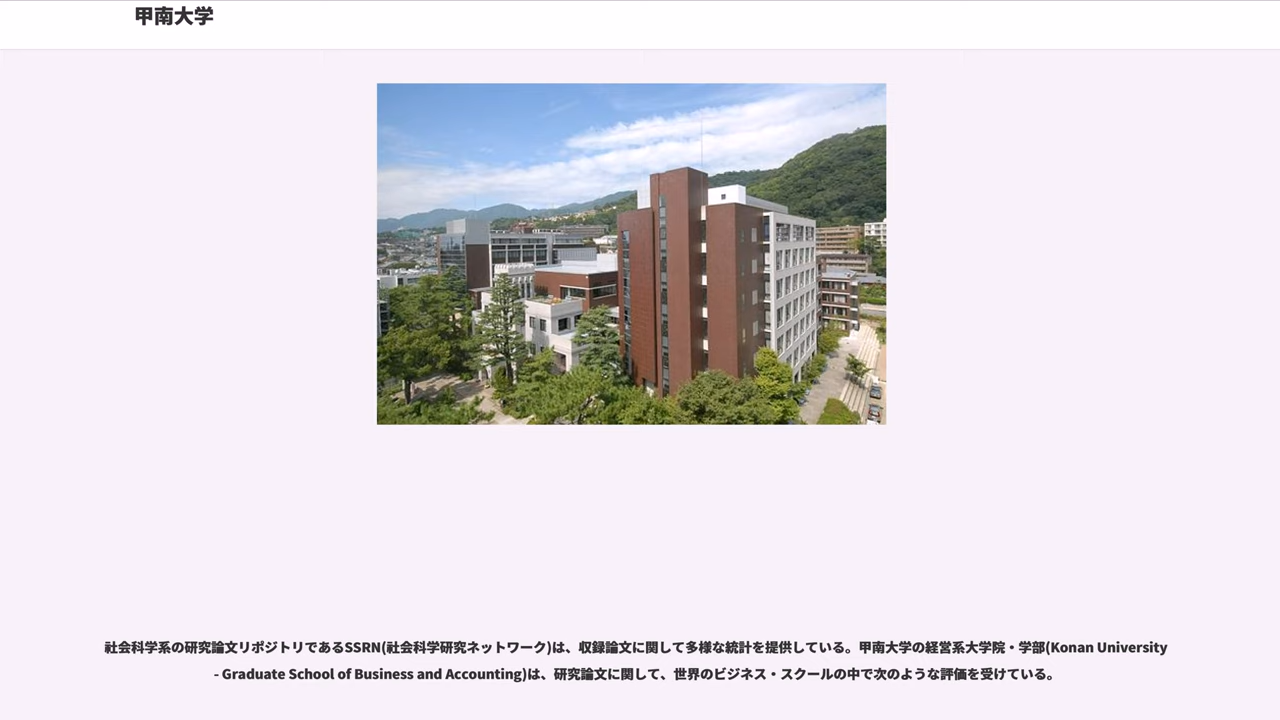 甲南大学
社会科学系の研究論文リポジトリであるSSRN(社会科学研究ネットワーク)は、収録論文に関して多様な統計を提供している。甲南大学の経営系大学院・学部(Konan University
- Graduate School of Business and Accounting)は、研究論文に関して、世界のビジネス・スクールの中で次のような評価を受けている。